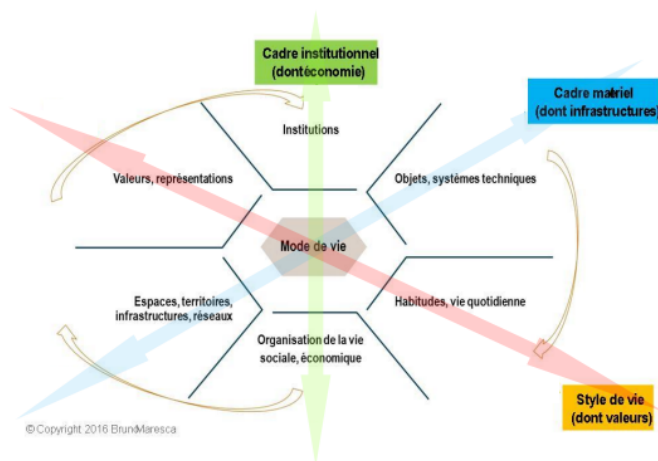 Cadre institutionnel
(dontéconomie)
Cadre matériel
(dont infrastructures)
Institutions
Valeurs, représentations
Objets, systèmes techniques
Mode de vie
Espaces, territoires,
infrastructures, réseaux
Habitudes, vie quotidienne
Organisation de la vie
sociale, économique
Style de vie
(dont valeurs)
© Copyright 2016 BrunoMaresca